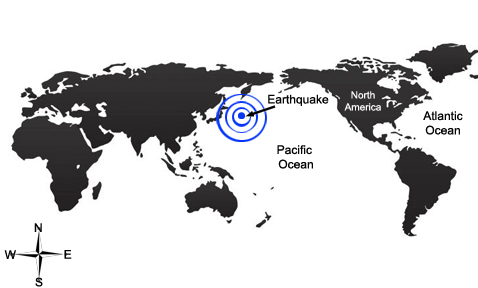 Earthquake
North
America
Atlantic
Ocean
Pacific
Ocean
N
W
E
S